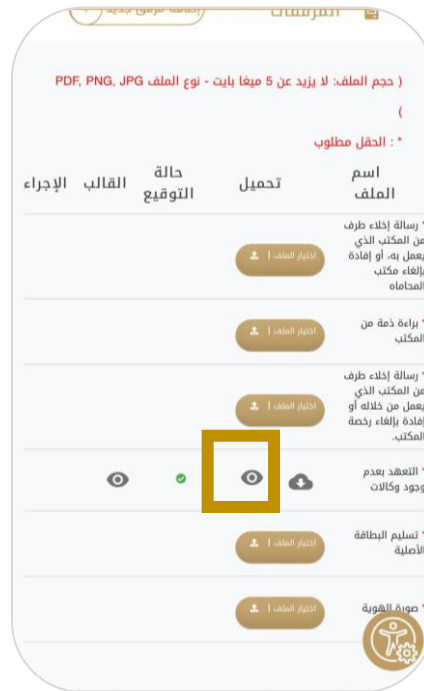 المرفقات
إضافة مرفق جديد
( حجم الملف: لا يزيد عن 5 ميغا بايت - نوع الملف PDF, PNG, JPG
)
* : الحقل مطلوب
اسم الملف
تحميل
حالة التوقيع
القالب
الإجراء
* رسالة إخلاء طرف
من المكتب الذي
يعمل به، أو إفادة
بإلغاء مكتب
المحاماه
اختيار الملف |
* براءة ذمة من
المكتب
اختيار الملف |
* رسالة إخلاء طرف
من المكتب الذي
يعمل من خلاله أو
إفادة بإلغاء رخصة
المكتب.
اختيار الملف |
* التعهد بعدم
وجود وكالات
* تسليم البطاقة
الأصلية
اختيار الملف |
* صورة الهوية
اختيار الملف |